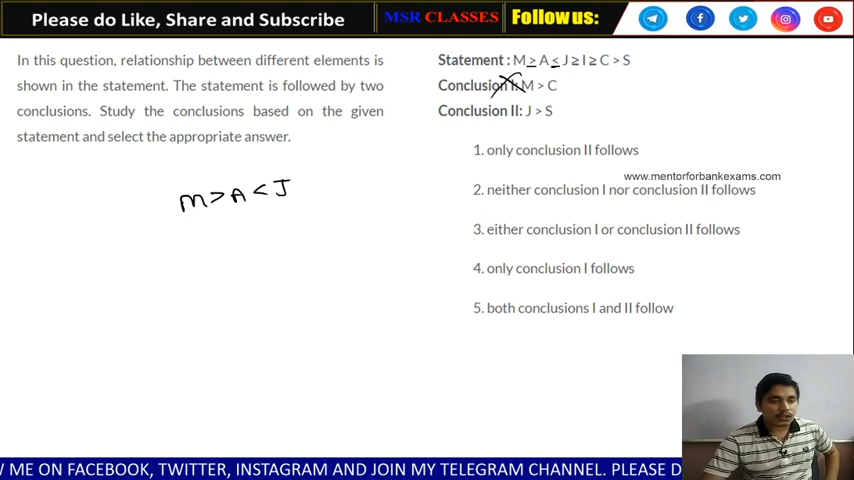 Please do Like, Share and Subscribe
MSR CLASSES
Follow us:
In this question, relationship between different elements is
shown in the statement. The statement is followed by two
conclusions. Study the conclusions based on the given
statement and select the appropriate answer.
M > A < J
Statement : M > A < J ≥ I ≥ C > S
Conclusion I: M > C
Conclusion II: J > S
1. only conclusion II follows
www.mentorforbankexams.com
2. neither conclusion I nor conclusion II follows
3. either conclusion I or conclusion II follows
4. only conclusion I follows
5. both conclusions I and II follow
W ME ON FACEBOOK, TWITTER, INSTAGRAM AND JOIN MY TELEGRAM CHANNEL. PLEASE D